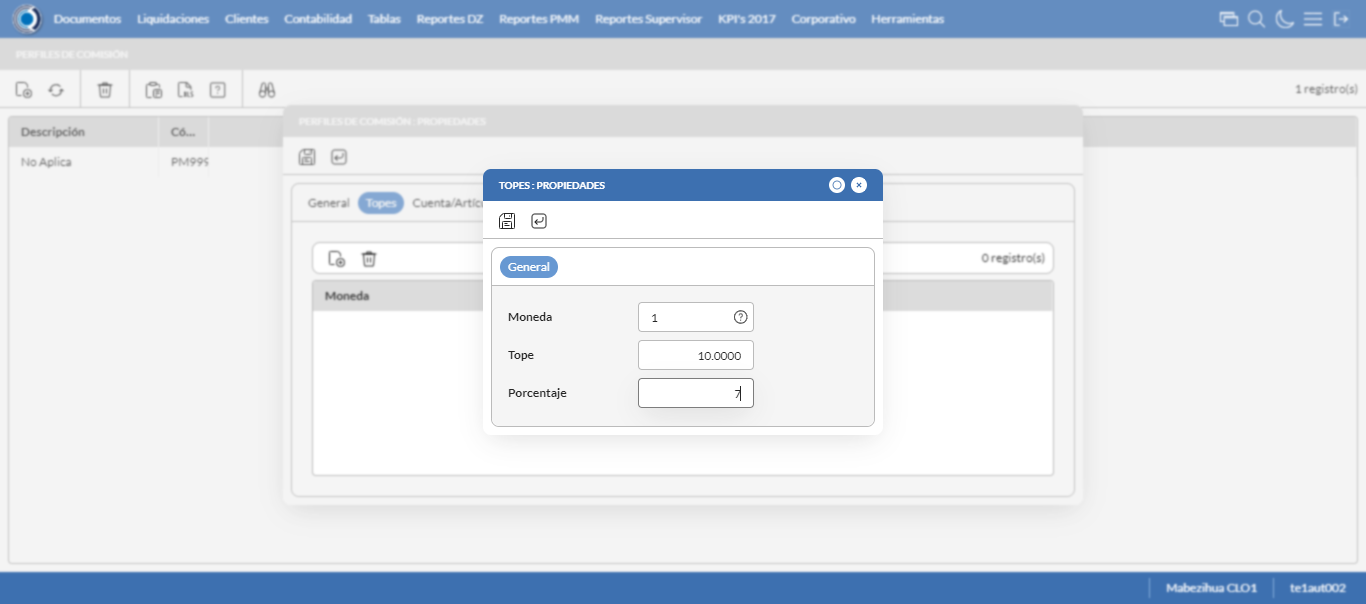 Documentos Liquidaciones Clientes Contabilidad Tablas Reportes DZ Reportes PMM Reportes Supervisor KPI's 2017 Corporativo Herramientas
PERFILES DE COMISIÓN
1 registro(s)
PERFILES DE COMISIÓN : PROPIEDADES
Descripción Có...
No Aplica PM999
TOPES : PROPIEDADES
General Topes Cuenta/Artíc
0 registro(s)
General
Moneda
Moneda 1
Tope 10.0000
Porcentaje 7
Mabezihua CLO1 te1aut002